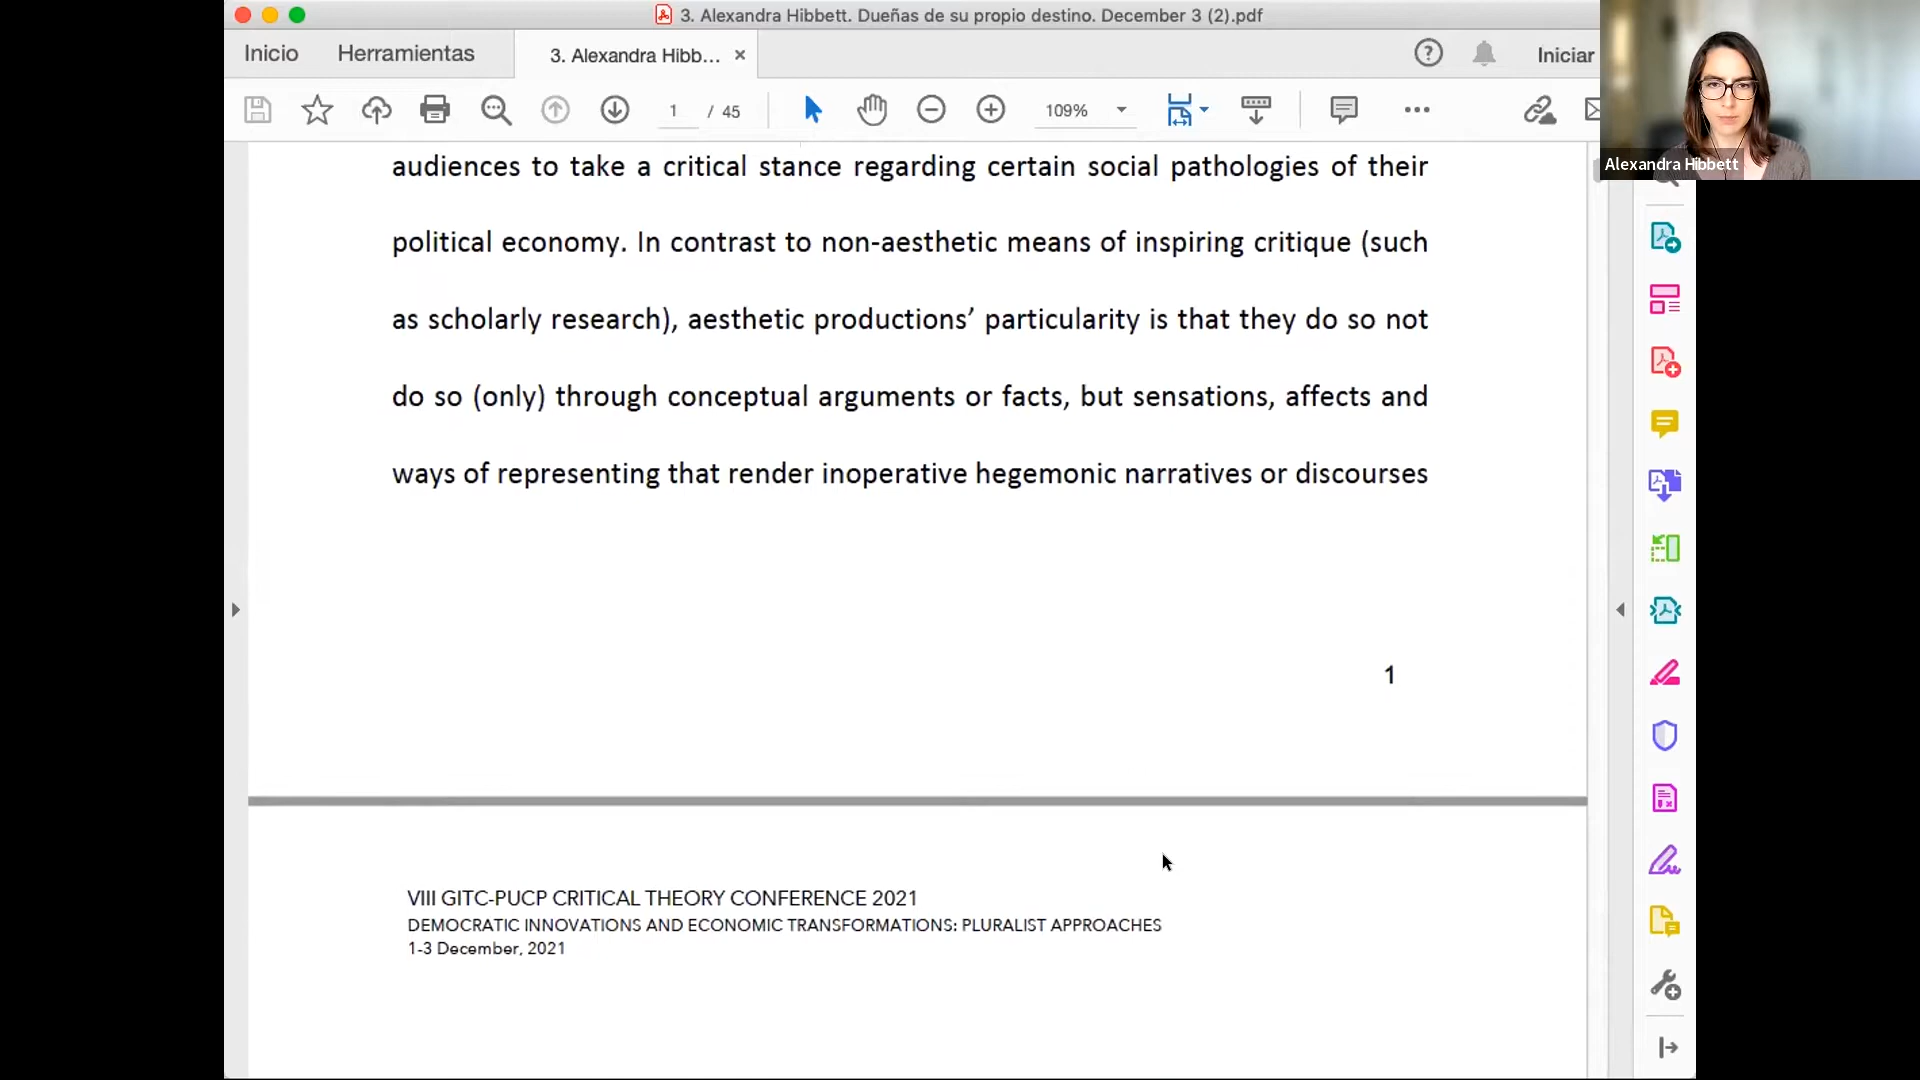 3. Alexandra Hibbett. Dueñas de su propio destino. December 3 (2).pdf
Inicio
Herramientas
3. Alexandra Hibb...
Iniciar
1 / 45
109%
Alexandra Hibbett
audiences to take a critical stance regarding certain social pathologies of their
political economy. In contrast to non-aesthetic means of inspiring critique (such
as scholarly research), aesthetic productions’ particularity is that they do so not
do so (only) through conceptual arguments or facts, but sensations, affects and
ways of representing that render inoperative hegemonic narratives or discourses
1
VIII GITC-PUCP CRITICAL THEORY CONFERENCE 2021
DEMOCRATIC INNOVATIONS AND ECONOMIC TRANSFORMATIONS: PLURALIST APPROACHES
1-3 December, 2021